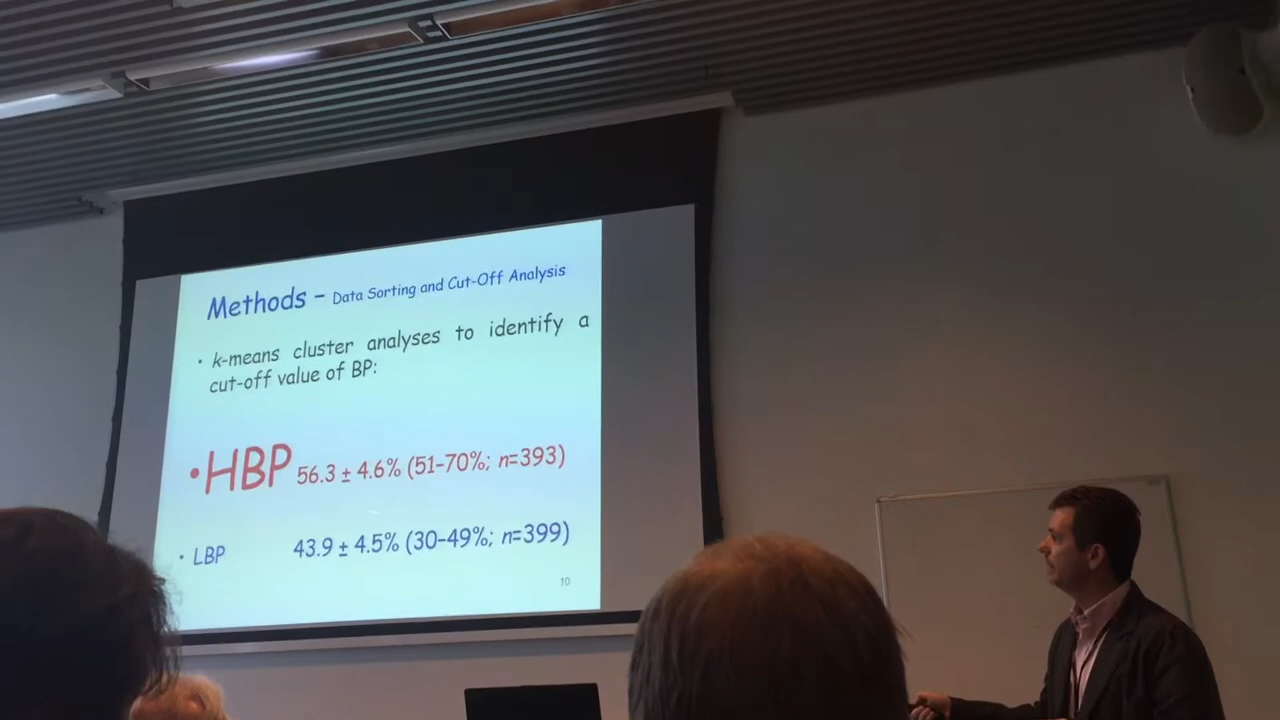 Methods – Data Sorting and Cut-Off Analysis
• k-means cluster analyses to identify a
cut-off value of BP:
• HBP 56.3 ± 4.6% (51-70%; n=393)
• LBP 43.9 ± 4.5% (30-49%; n=399)
10